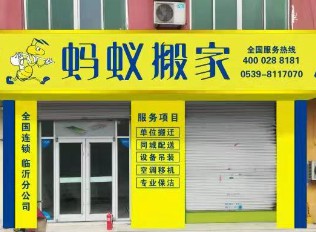 蚂蚁搬家
全国服务热线
400 028 8181
0539-8117070
全国连锁 临沂分公司
服务项目
单位搬迁
同城配送
设备吊装
空调移机
专业保洁